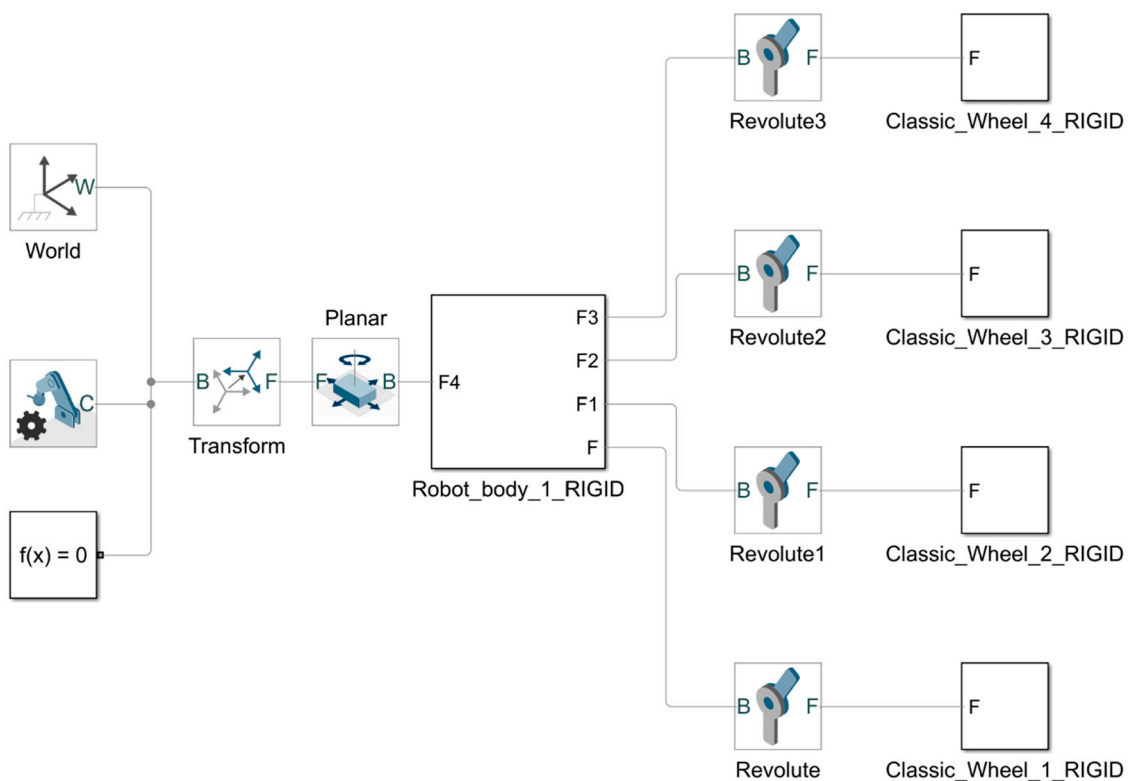 B
F
F
Revolute3
Classic_Wheel_4_RIGID
W
World
B
F
F
Revolute2
Classic_Wheel_3_RIGID
Planar
F3
F2
F1
F
F4
C
B
F
F
B
Transform
Robot_body_1_RIGID
B
F
F
Revolute1
Classic_Wheel_2_RIGID
f(x) = 0
B
F
F
Revolute
Classic_Wheel_1_RIGID